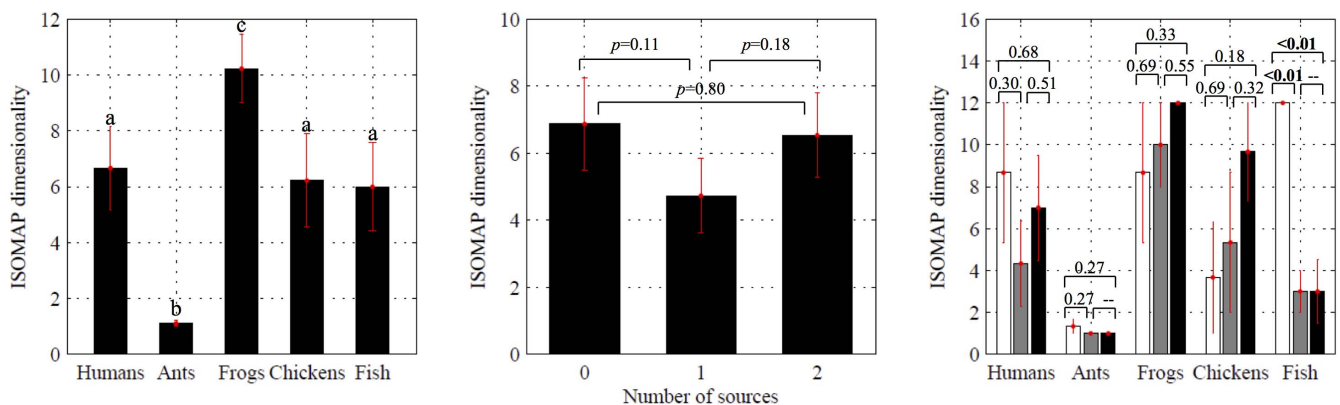 ISOMAP dimensionality
12
10
8
6
4
2
0
a
b
c
a
a
Humans Ants Frogs Chickens Fish
ISOMAP dimensionality
10
8
6
4
2
0
p=0.11
p=0.18
p=0.80
0 1 2
Number of sources
ISOMAP dimensionality
16
14
12
10
8
6
4
2
0
0.68
0.30 0.51
0.27
0.27 --
0.33
0.69 0.55
0.18
0.69 0.32
<0.01
<0.01 --
Humans Ants Frogs Chickens Fish